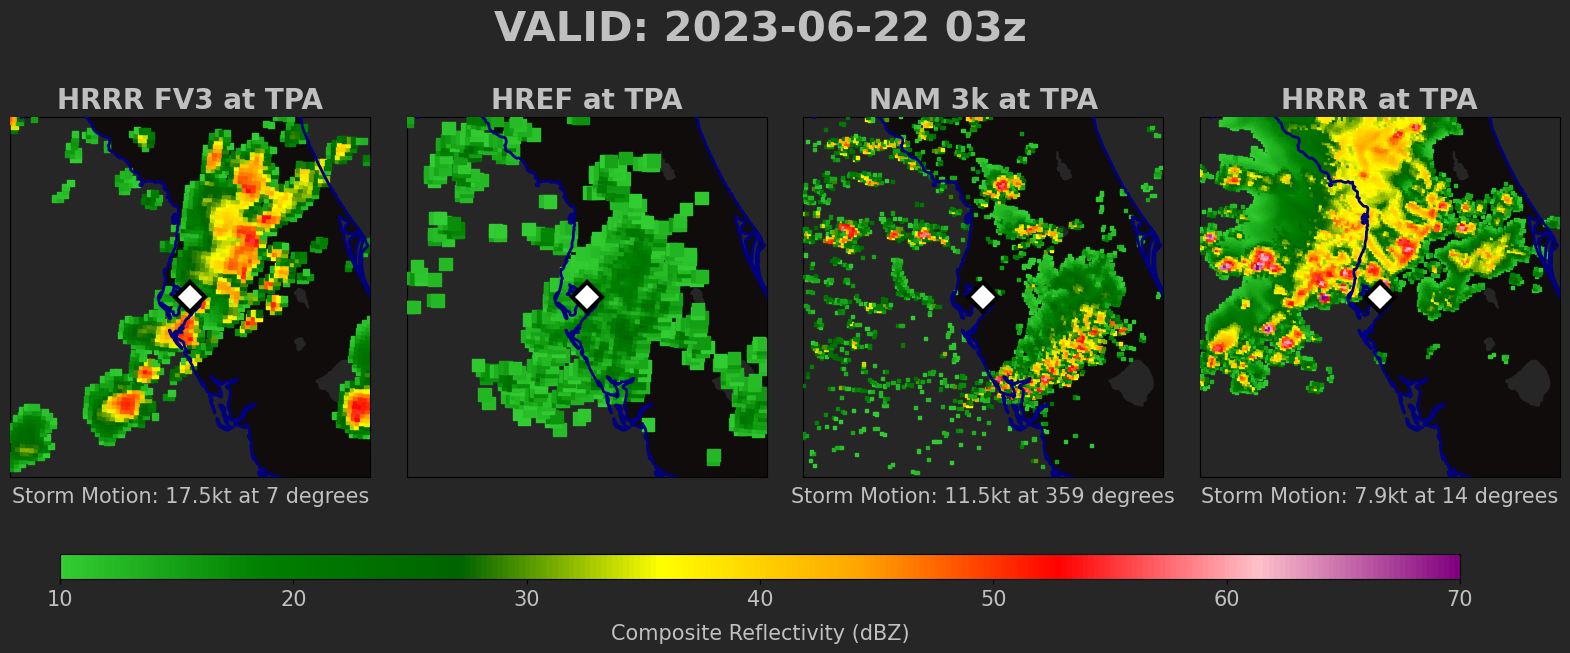 VALID: 2023-06-22 03z
HRRR FV3 at TPA
HREF at TPA
NAM 3k at TPA
HRRR at TPA
Storm Motion: 17.5kt at 7 degrees
Storm Motion: 11.5kt at 359 degrees
Storm Motion: 7.9kt at 14 degrees
10 20 30 40 50 60 70
Composite Reflectivity (dBZ)